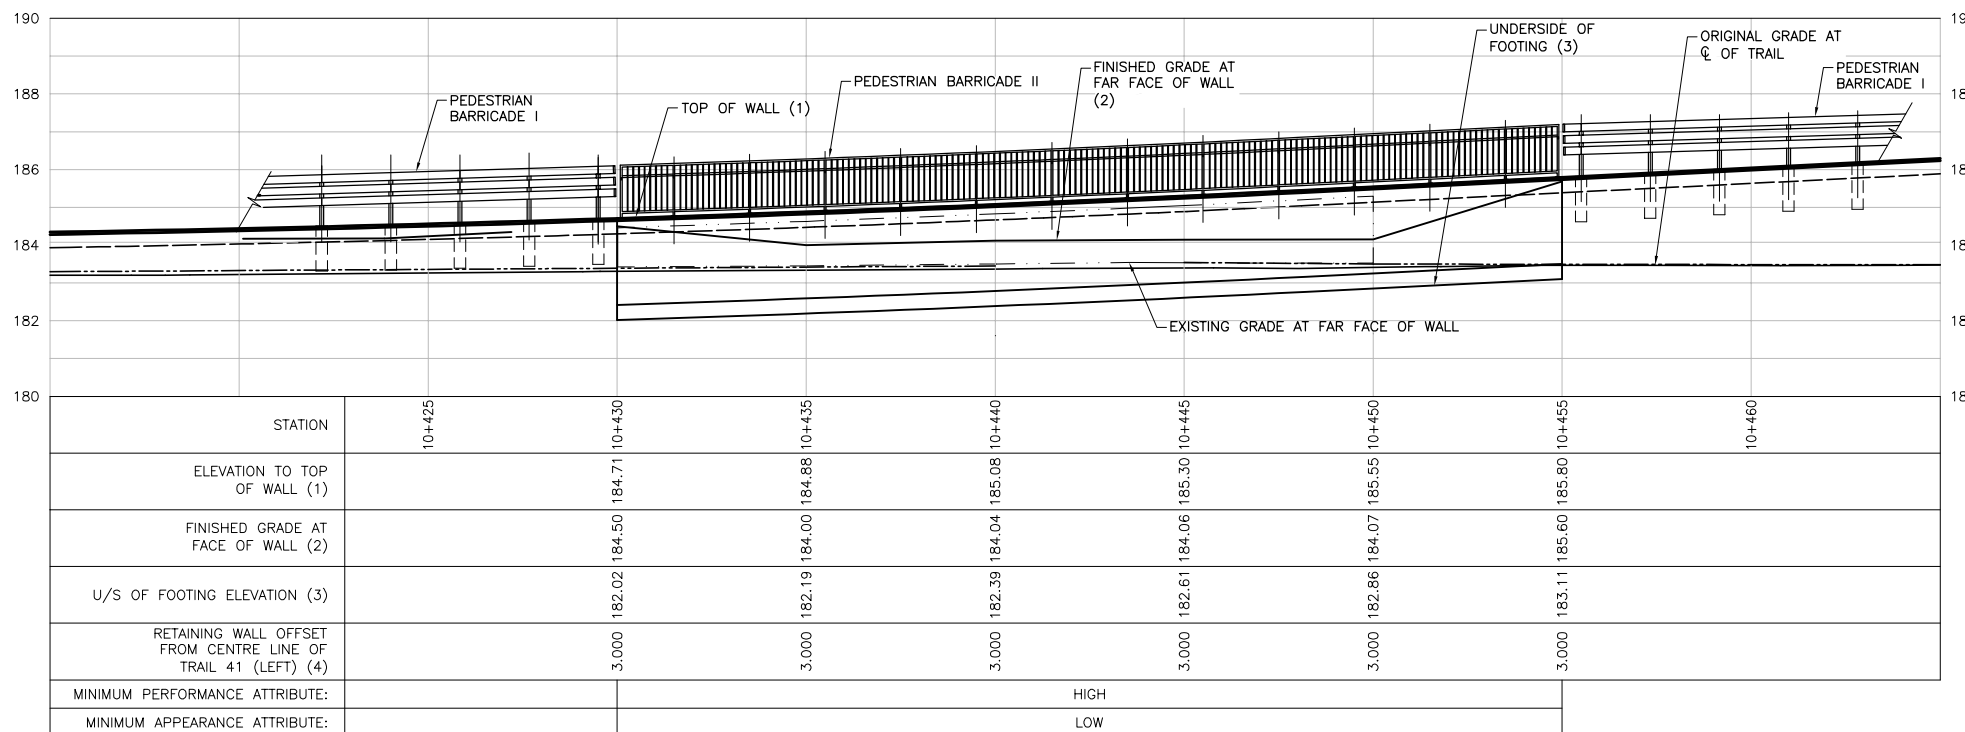 190
188
186
184
182
180
19
18
18
18
18
18
PEDESTRIAN
BARRICADE I
TOP OF WALL (1)
PEDESTRIAN BARRICADE II
FINISHED GRADE AT
FAR FACE OF WALL
(2)
UNDERSIDE OF
FOOTING (3)
ORIGINAL GRADE AT
℄ OF TRAIL
PEDESTRIAN
BARRICADE I
EXISTING GRADE AT FAR FACE OF WALL
STATION
10+425
10+430
10+435
10+440
10+445
10+450
10+455
10+460
ELEVATION TO TOP
OF WALL (1)
184.71
184.88
185.08
185.30
185.55
185.80
FINISHED GRADE AT
FACE OF WALL (2)
184.50
184.00
184.04
184.06
184.07
185.60
U/S OF FOOTING ELEVATION (3)
182.02
182.19
182.39
182.61
182.86
183.11
RETAINING WALL OFFSET
FROM CENTRE LINE OF
TRAIL 41 (LEFT) (4)
3.000
3.000
3.000
3.000
3.000
3.000
MINIMUM PERFORMANCE ATTRIBUTE:
HIGH
MINIMUM APPEARANCE ATTRIBUTE:
LOW